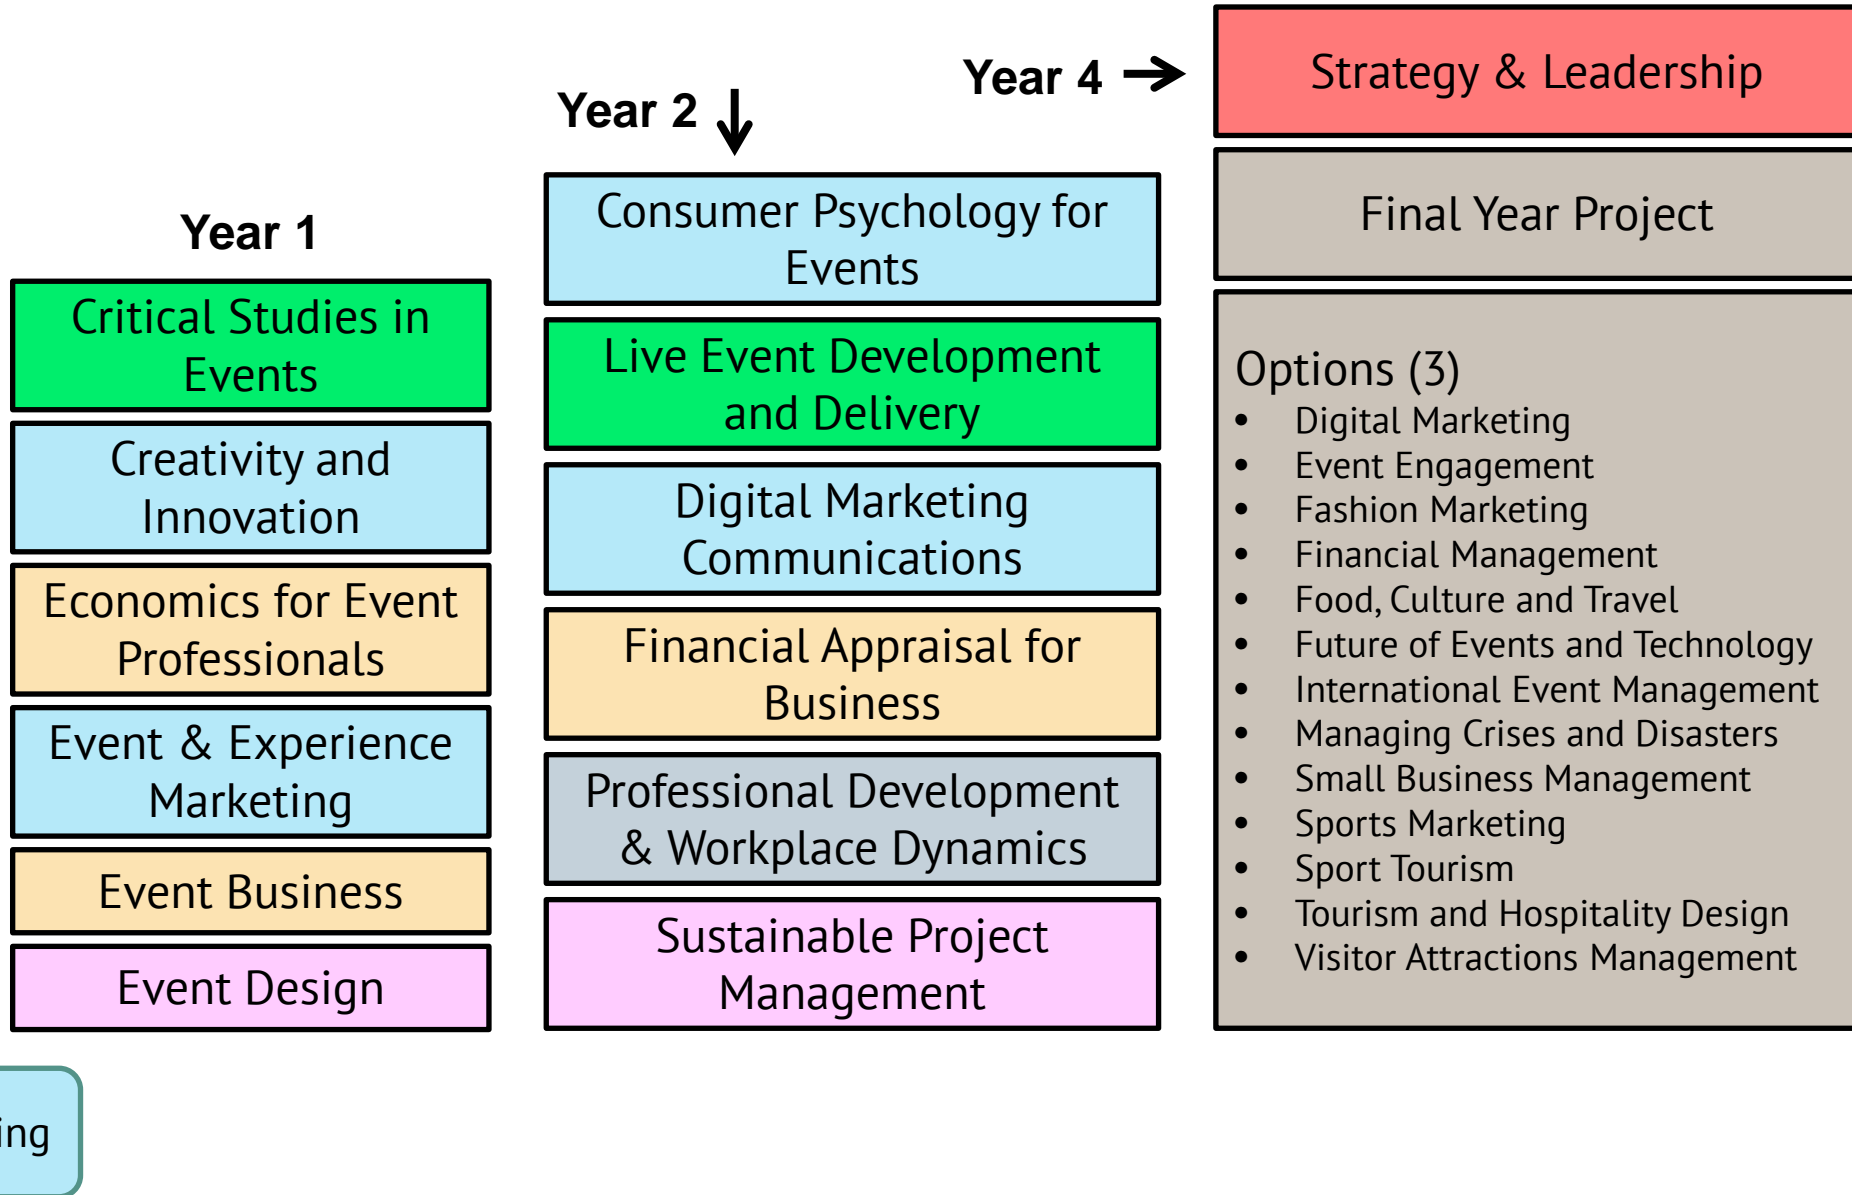 Year 1
Critical Studies in
Events
Creativity and
Innovation
Economics for Event
Professionals
Event & Experience
Marketing
Event Business
Event Design
Year 2
Consumer Psychology for
Events
Live Event Development
and Delivery
Digital Marketing
Communications
Financial Appraisal for
Business
Professional Development
& Workplace Dynamics
Sustainable Project
Management
Year 4
Strategy & Leadership
Final Year Project
Options (3)
• Digital Marketing
• Event Engagement
• Fashion Marketing
• Financial Management
• Food, Culture and Travel
• Future of Events and Technology
• International Event Management
• Managing Crises and Disasters
• Small Business Management
• Sports Marketing
• Sport Tourism
• Tourism and Hospitality Design
• Visitor Attractions Management